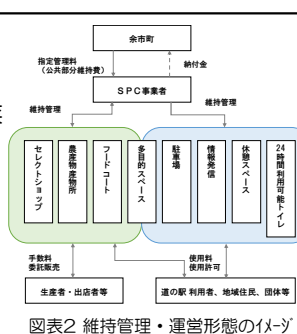 余市町
指定管理料
（公共部分維持費）
納付金
ＳＰＣ事業者
維持管理
維持管理
セレクトショップ
農産物産物所
フードコート
多目的スペース
駐車場
情報発信
休憩スペース
24時間利用可能トイレ
手数料
委託販売
使用料
使用許可
生産者・出店者等
道の駅 利用者、地域住民、団体等
図表2 維持管理・運営形態のｲﾒｰｼﾞ